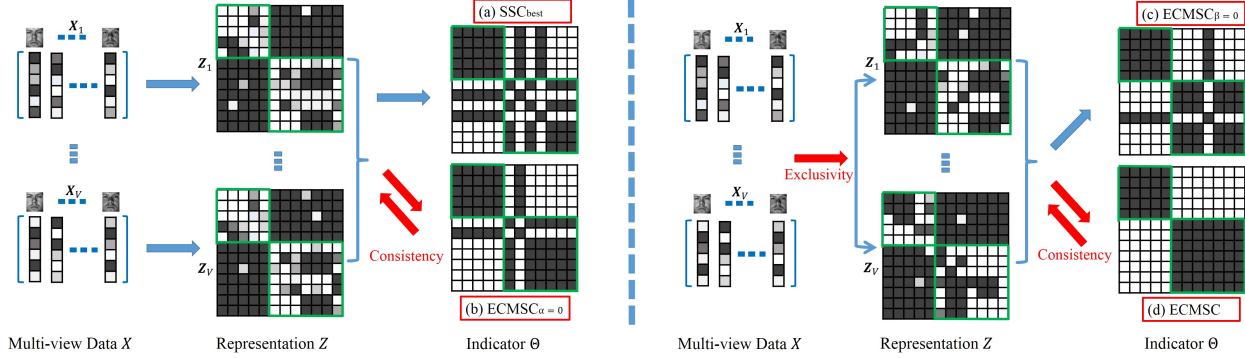 (a) SSCbest
X1
Z1
XV
ZV
Consistency
(b) ECMSCα = 0
Multi-view Data X
Representation Z
Indicator Θ
(c) ECMSCβ = 0
X1
Z1
Exclusivity
XV
ZV
Consistency
(d) ECMSC
Multi-view Data X
Representation Z
Indicator Θ